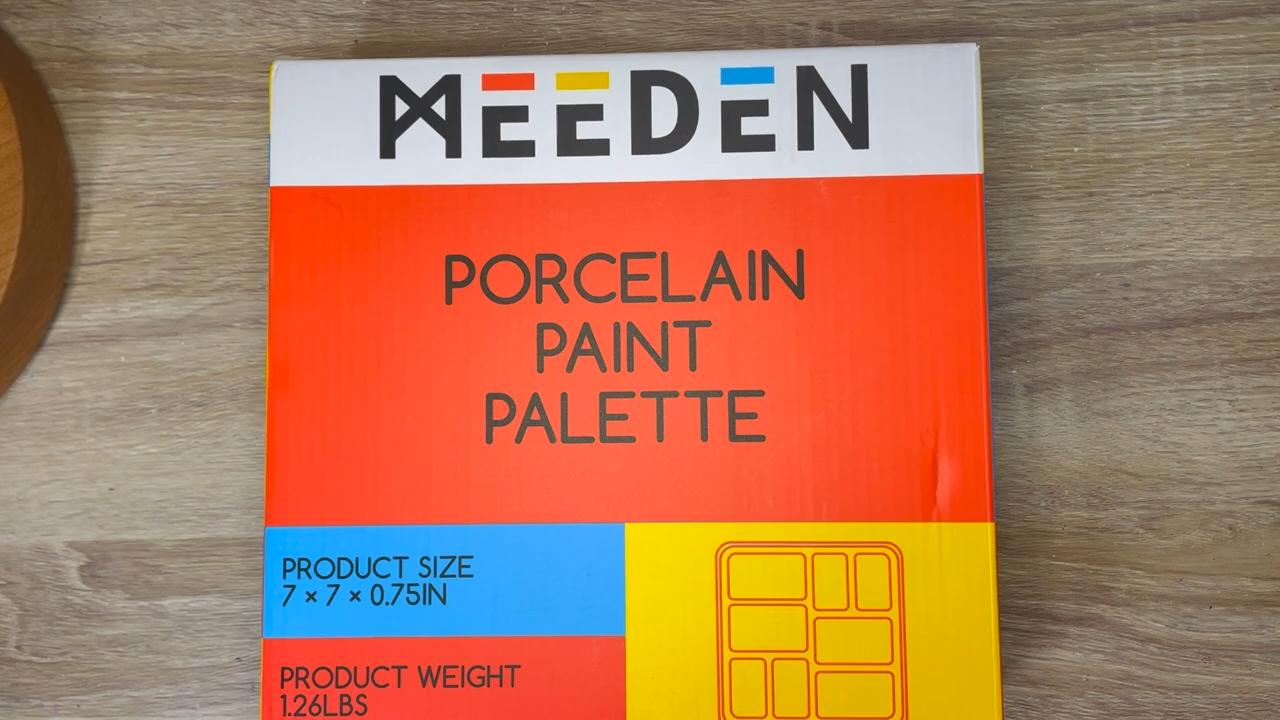 MEEDEN
PORCELAIN
PAINT
PALETTE
PRODUCT SIZE
7 × 7 × 0.75IN
PRODUCT WEIGHT
1.26LBS